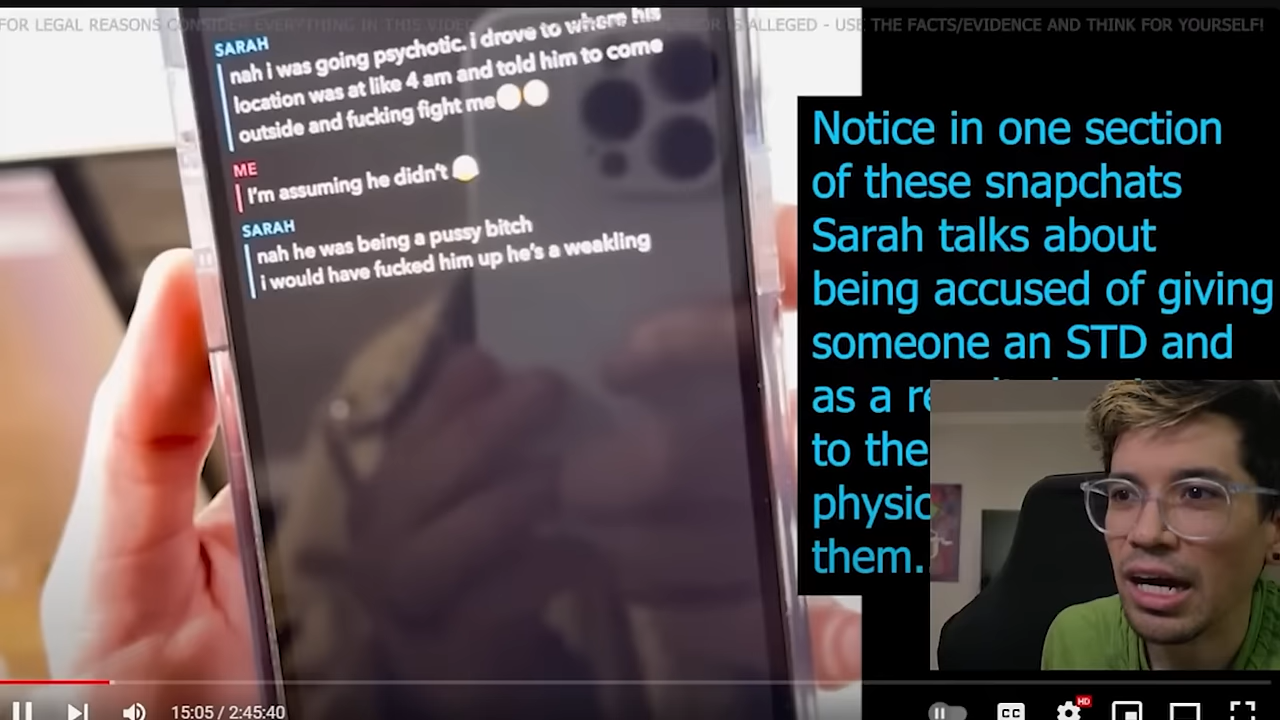 FOR LEGAL REASONS CONSIDER EVERYTHING IN THIS VIDEO IS ALLEGED - USE THE FACTS/EVIDENCE AND THINK FOR YOURSELF!
SARAH
nah i was going psychotic. i drove to where his
location was at like 4 am and told him to come
outside and fucking fight me
ME
I'm assuming he didn't
SARAH
nah he was being a pussy bitch
i would have fucked him up he's a weakling
Notice in one section
of these snapchats
Sarah talks about
being accused of giving
someone an STD and
as a
to the
them.
15:05 / 2:45:40
CC
HD